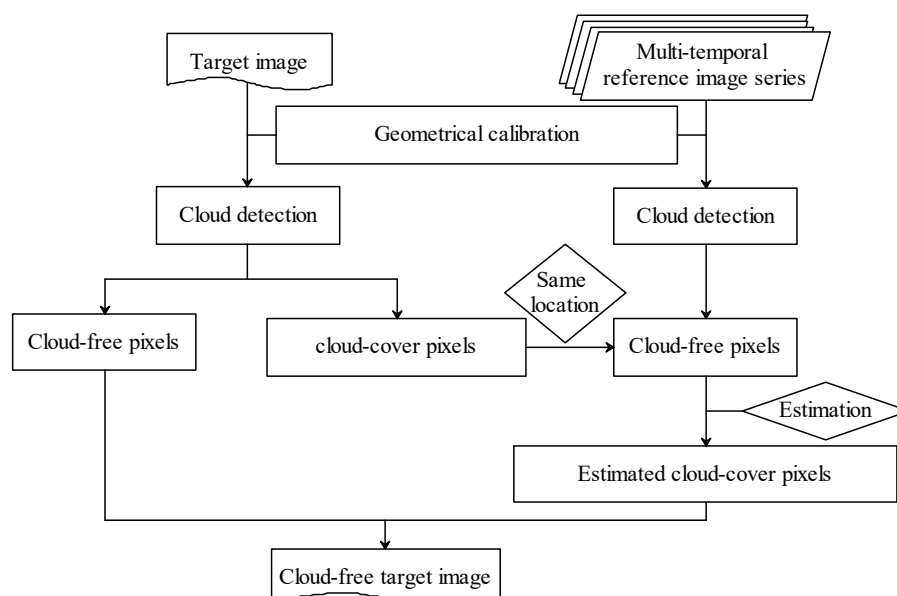 Target image
Multi-temporal
reference image series
Geometrical calibration
Cloud detection
Cloud detection
Same
location
Cloud-free pixels
cloud-cover pixels
Cloud-free pixels
Estimation
Estimated cloud-cover pixels
Cloud-free target image